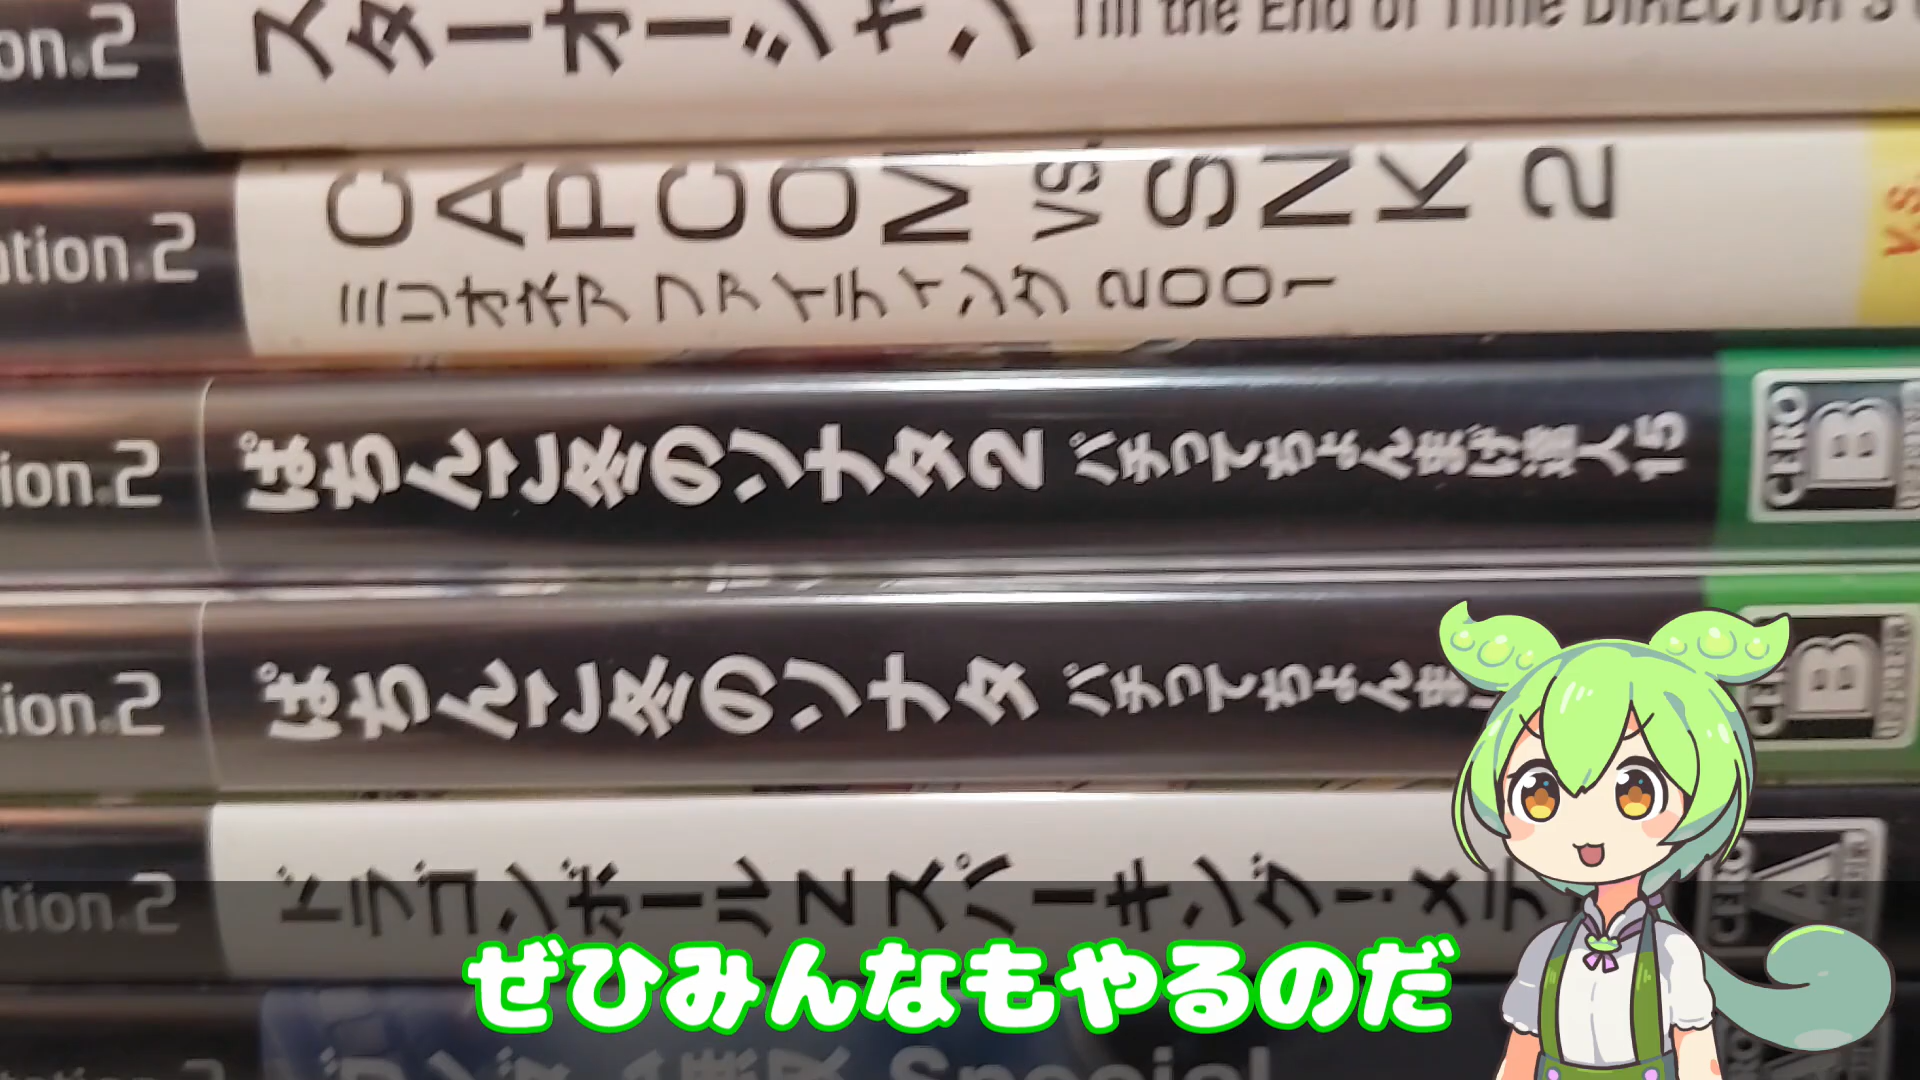 on.2
スターオーシャン Till the End of Time DIRECTOR'S
ation.2
CAPCOM VS. SNK 2
ミリオネア ファイティング 2001
V.S.
ion.2
ぱちんこ冬のソナタ2 パチってちょんまげ達人15
CERO
B
ion.2
ぱちんこ冬のソナタ パチってちょんま
B
tion.2
ドラゴンボールZ スパーキング!メテ
CERO
A
ぜひみんなもやるのだ
Special